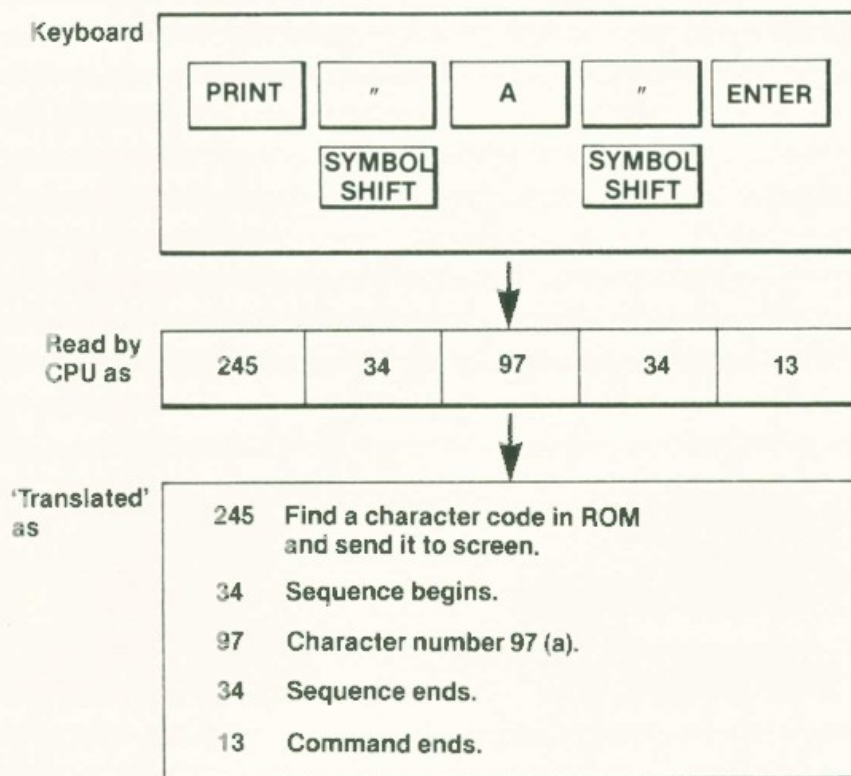 Keyboard
PRINT " A " ENTER
SYMBOL SHIFT SYMBOL SHIFT
Read by
CPU as
245 34 97 34 13
'Translated'
as
245 Find a character code in ROM
and send it to screen.
34 Sequence begins.
97 Character number 97 (a).
34 Sequence ends.
13 Command ends.